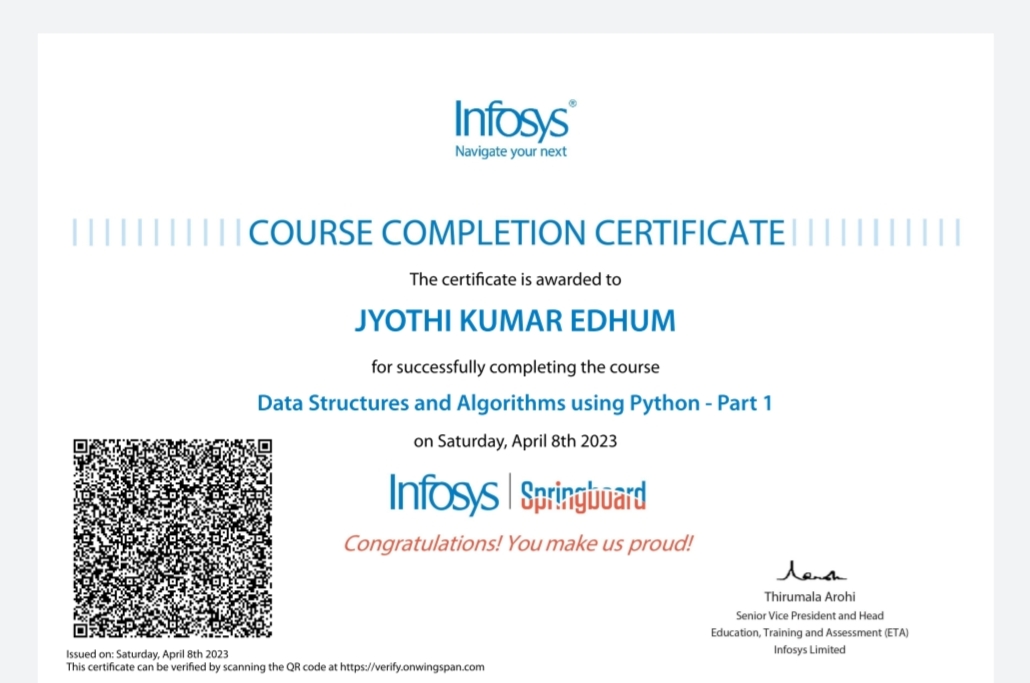 Infosys®
Navigate your next
COURSE COMPLETION CERTIFICATE
The certificate is awarded to
JYOTHI KUMAR EDHUM
for successfully completing the course
Data Structures and Algorithms using Python - Part 1
on Saturday, April 8th 2023
Infosys | Springboard
Congratulations! You make us proud!
Thirumala Arohi
Senior Vice President and Head
Education, Training and Assessment (ETA)
Infosys Limited
Issued on: Saturday, April 8th 2023
This certificate can be verified by scanning the QR code at https://verify.onwingspan.com